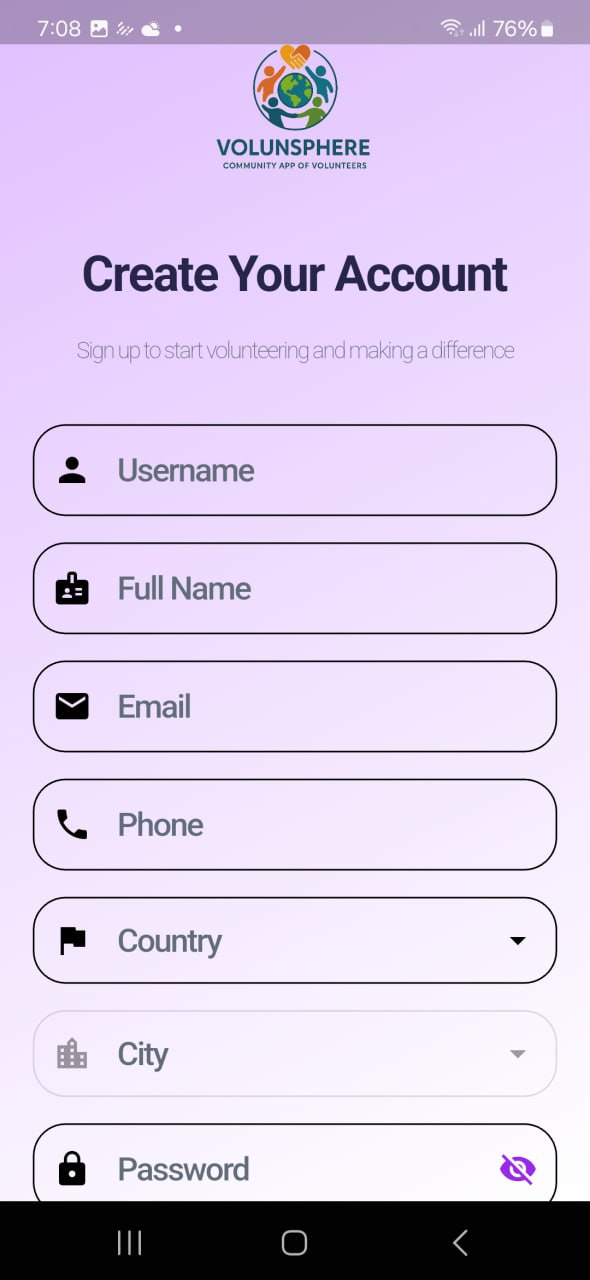 7:08 76%
VOLUNSPHERE
COMMUNITY APP OF VOLUNTEERS
Create Your Account
Sign up to start volunteering and making a difference
Username
Full Name
Email
Phone
Country
City
Password